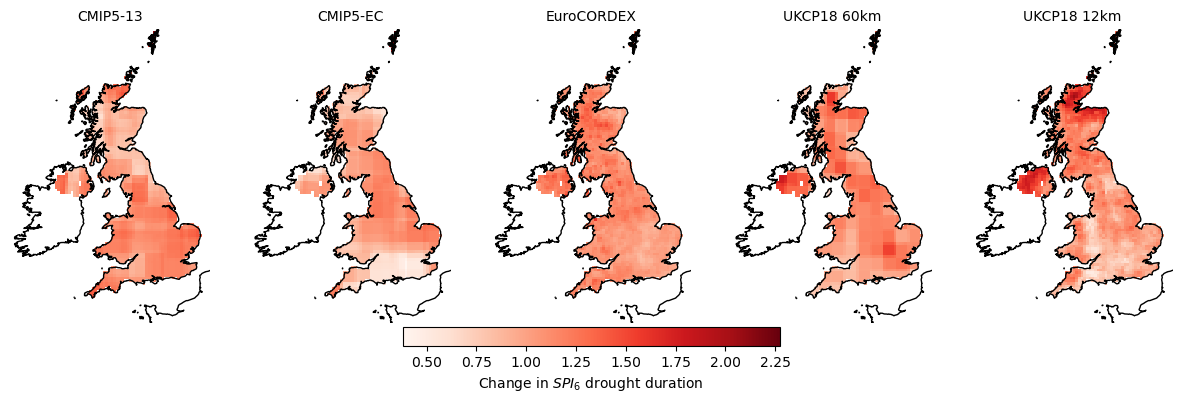 CMIP5-13 CMIP5-EC EuroCORDEX UKCP18 60km UKCP18 12km
0.50 0.75 1.00 1.25 1.50 1.75 2.00 2.25
Change in SPI₆ drought duration